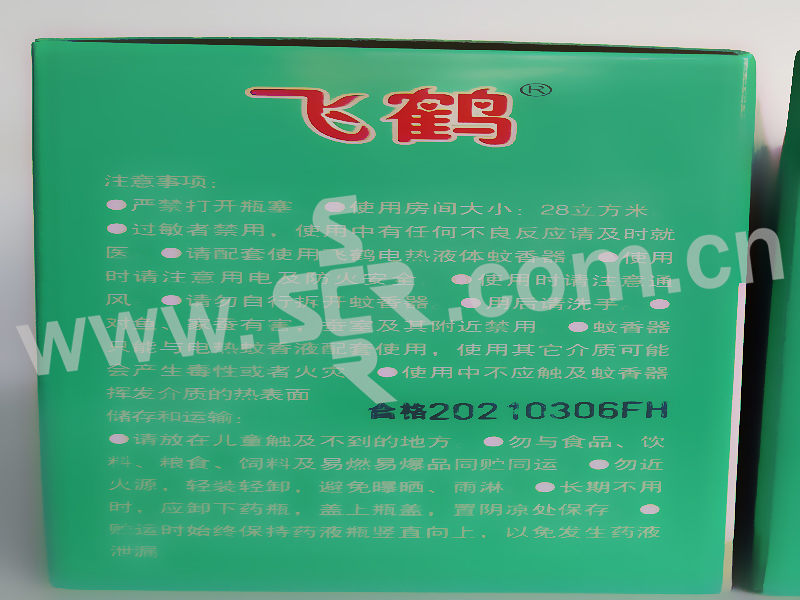 飞鹤®
注意事项：
●严禁打开瓶塞 ●使用房间大小：28立方米
●过敏者禁用，使用中有任何不良反应请及时就
医 ●请配套使用飞鹤电热液体蚊香器 ●使用
时请注意用电及防火安全 ●使用时请注意通
风 ●请勿自行拆开蚊香器 ●用后请洗手 ●
对鱼、家蚕有害，蚕室及其附近禁用 ●蚊香器
只能与电热蚊香液配套使用，使用其它介质可能
会产生毒性或者火灾 ●使用中不应触及蚊香器
挥发介质的热表面
合格20210306FH
储存和运输：
●请放在儿童触及不到的地方 ●勿与食品、饮
料、粮食、饲料及易燃易爆品同贮同运 ●勿近
火源，轻装轻卸，避免曝晒、雨淋 ●长期不用
时，应卸下药瓶，盖上瓶盖，置阴凉处保存 ●
贮运时始终保持药液瓶竖直向上、以免发生药液
泄漏
www.SER.com.cn
SER